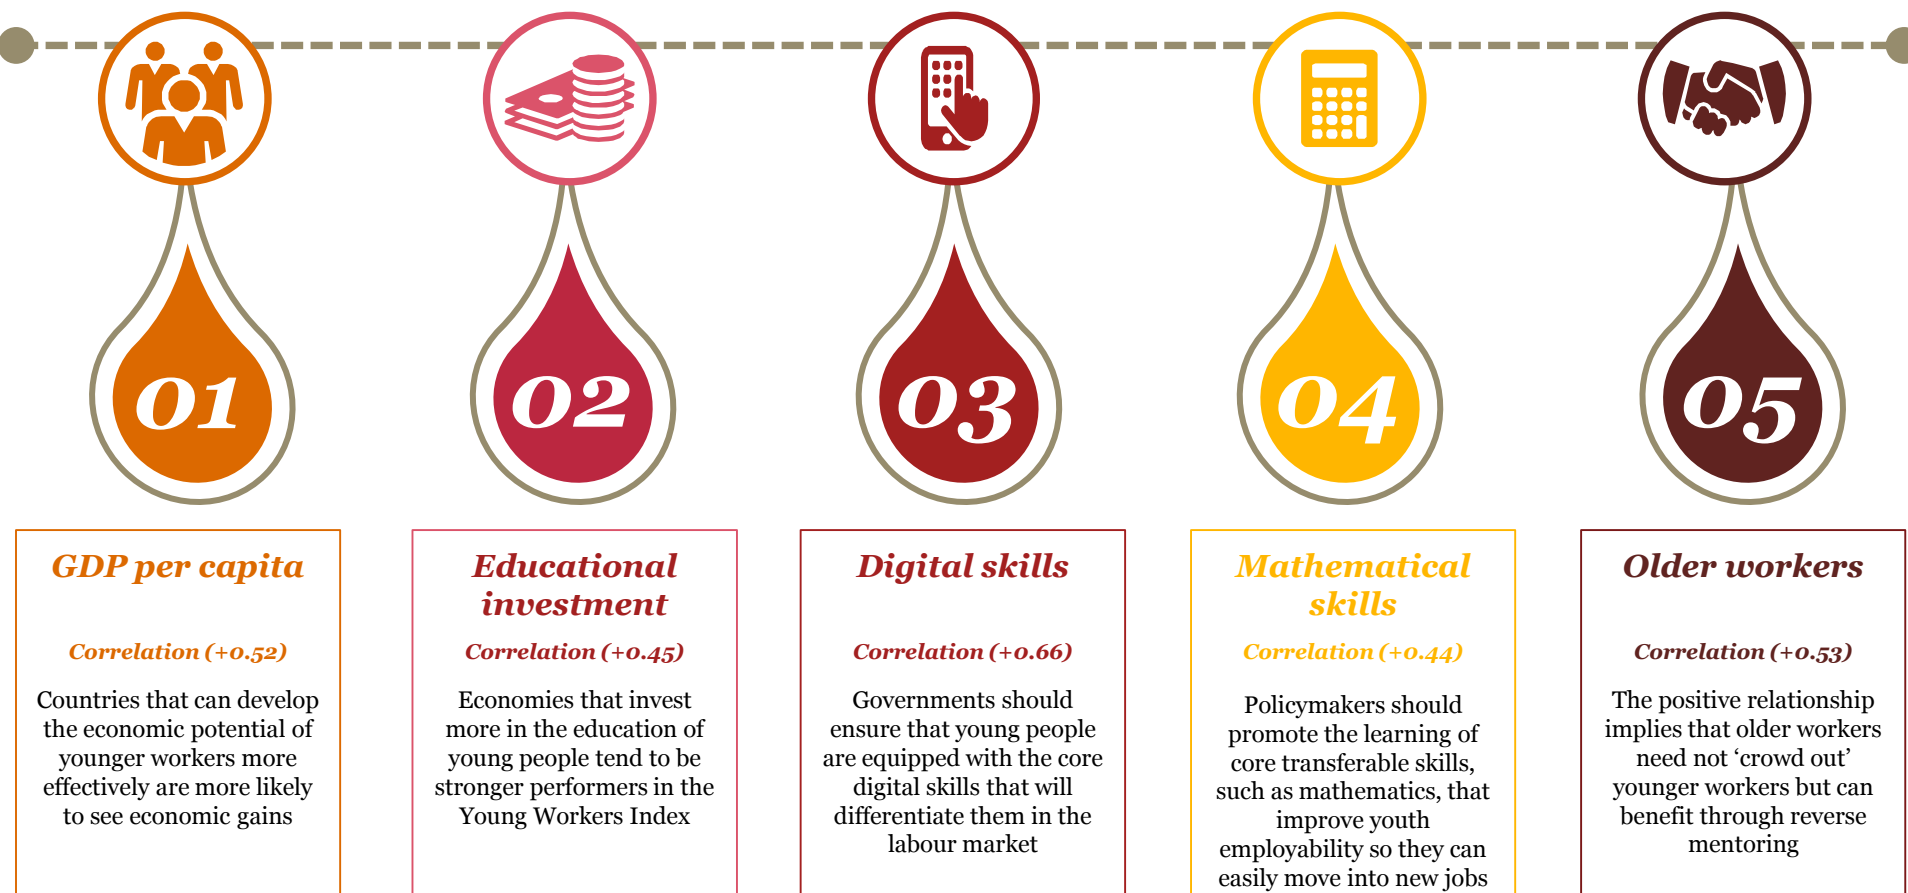 01
02
03
04
05
GDP per capita
Correlation (+0.52)
Countries that can develop
the economic potential of
younger workers more
effectively are more likely
to see economic gains
Educational
investment
Correlation (+0.45)
Economies that invest
more in the education of
young people tend to be
stronger performers in the
Young Workers Index
Digital skills
Correlation (+0.66)
Governments should
ensure that young people
are equipped with the core
digital skills that will
differentiate them in the
labour market
Mathematical
skills
Correlation (+0.44)
Policymakers should
promote the learning of
core transferable skills,
such as mathematics, that
improve youth
employability so they can
easily move into new jobs
Older workers
Correlation (+0.53)
The positive relationship
implies that older workers
need not ‘crowd out’
younger workers but can
benefit through reverse
mentoring